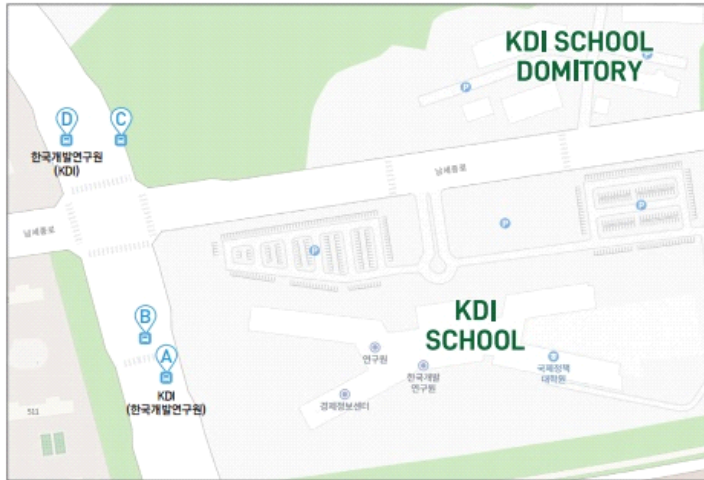 KDI SCHOOL
DOMITORY
P
P
D
C
한국개발연구원
(KDI)
남세종로
남세종로
P
P
P
B
A
KDI
(한국개발연구원)
KDI
SCHOOL
연구원
한국개발
연구원
국제정책
대학원
경제정보센터
511